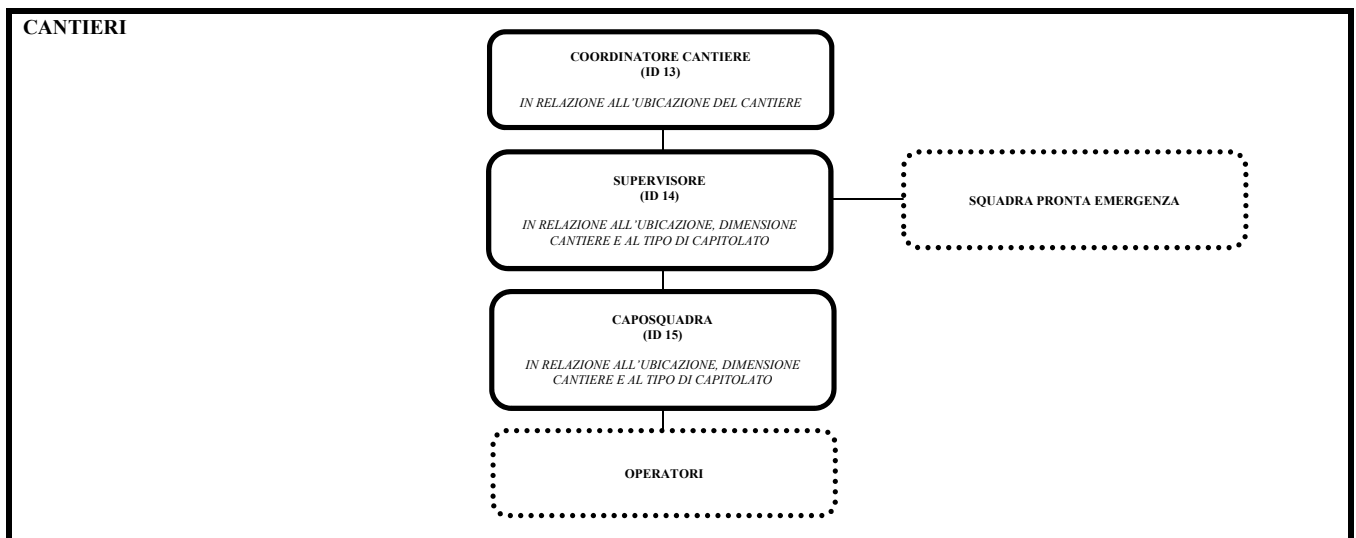 CANTIERI
COORDINATORE CANTIERE
(ID 13)
IN RELAZIONE ALL’UBICAZIONE DEL CANTIERE
SUPERVISORE
(ID 14)
IN RELAZIONE ALL’UBICAZIONE, DIMENSIONE
CANTIERE E AL TIPO DI CAPITOLATO
SQUADRA PRONTA EMERGENZA
CAPOSQUADRA
(ID 15)
IN RELAZIONE ALL’UBICAZIONE, DIMENSIONE
CANTIERE E AL TIPO DI CAPITOLATO
OPERATORI